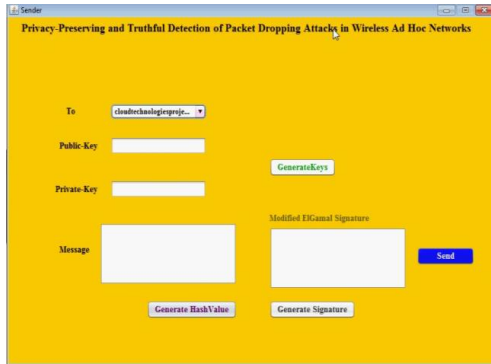 Sender
Privacy-Preserving and Truthful Detection of Packet Dropping Attacks in Wireless Ad Hoc Networks
To
cloudtechnologiesproje...
Public-Key
GenerateKeys
Private-Key
Modified ElGamal Signature
Message
Send
Generate HashValue
Generate Signature